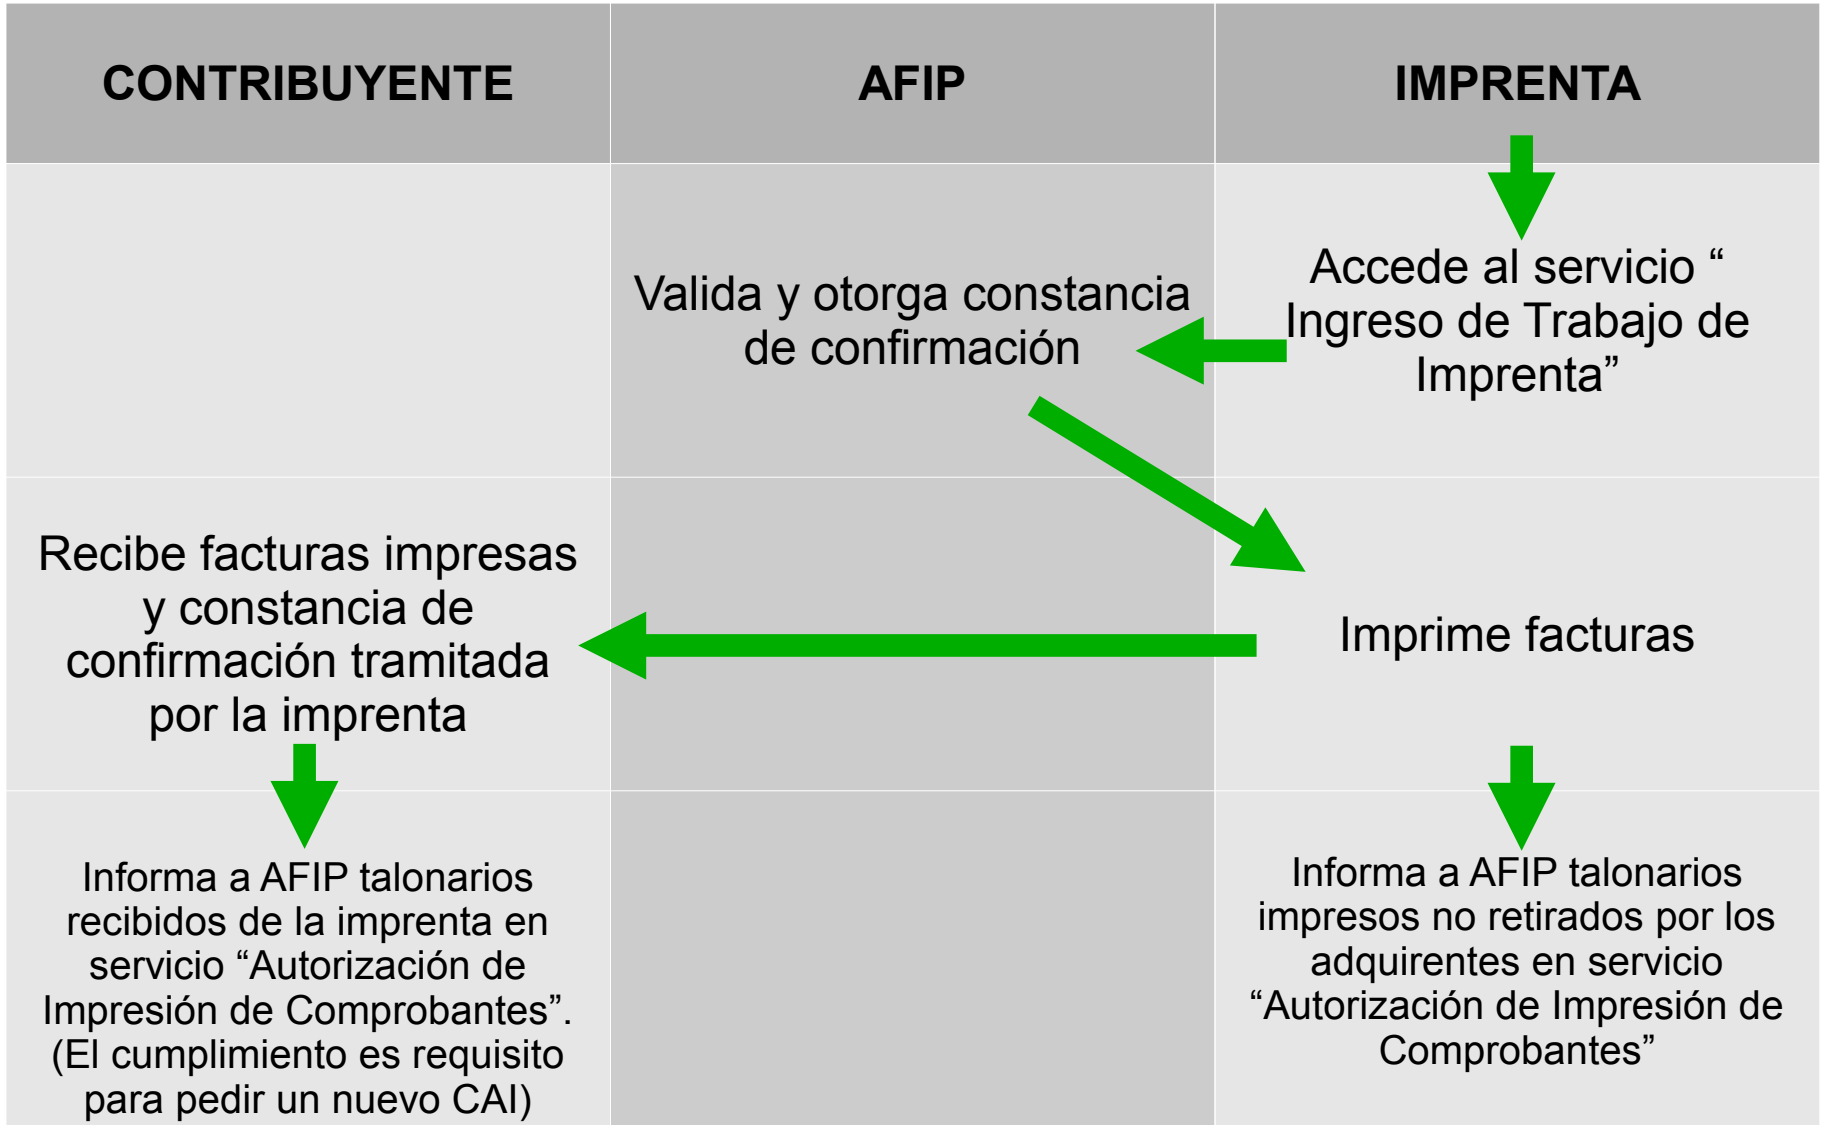 CONTRIBUYENTE
AFIP
IMPRENTA
Valida y otorga constancia
de confirmación
Accede al servicio “
Ingreso de Trabajo de
Imprenta”
Recibe facturas impresas
y constancia de
confirmación tramitada
por la imprenta
Imprime facturas
Informa a AFIP talonarios
recibidos de la imprenta en
servicio “Autorización de
Impresión de Comprobantes”.
(El cumplimiento es requisito
para pedir un nuevo CAI)
Informa a AFIP talonarios
impresos no retirados por los
adquirentes en servicio
“Autorización de Impresión de
Comprobantes”